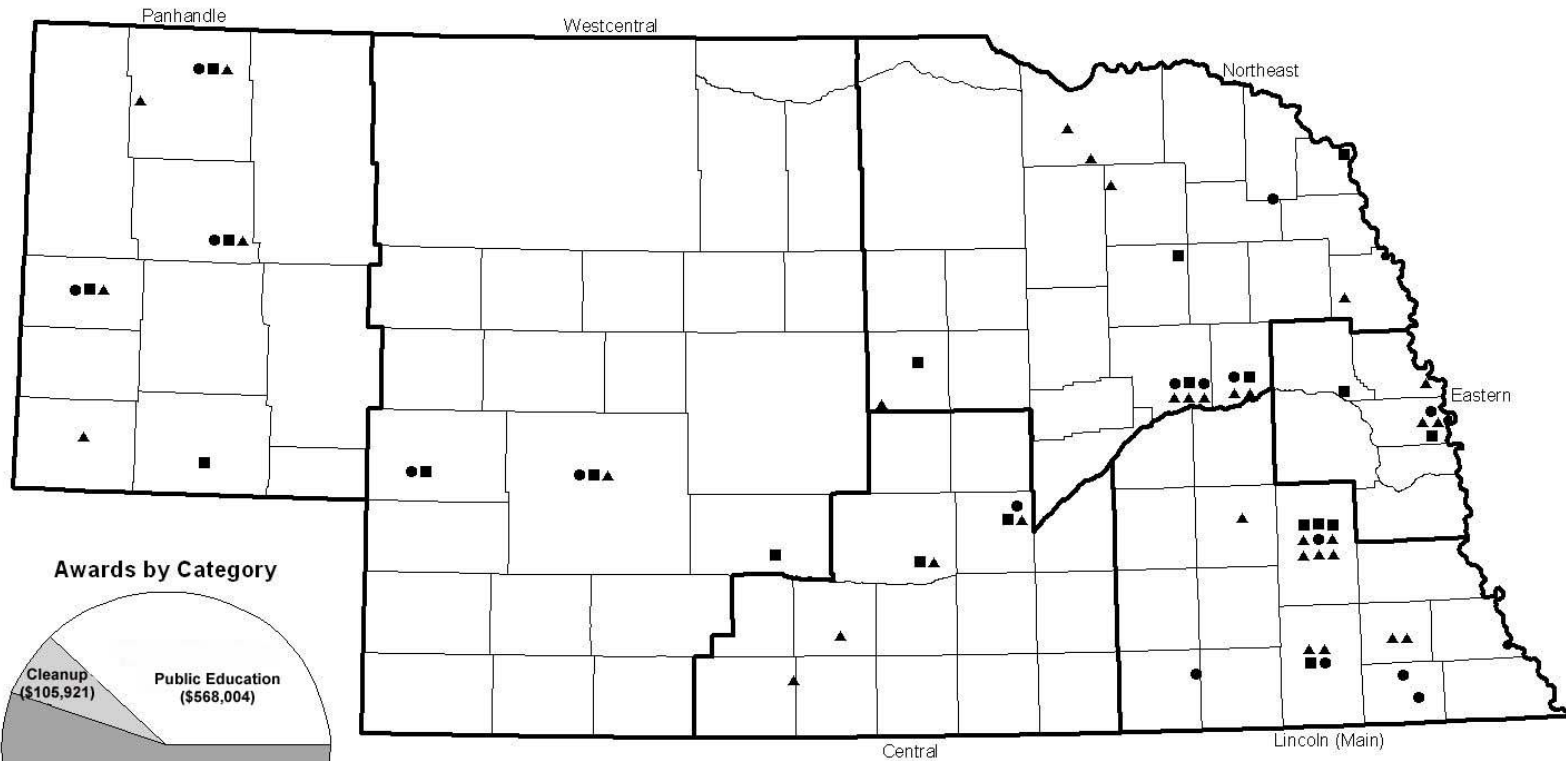 Panhandle
Westcentral
Northeast
Eastern
Central
Lincoln (Main)
Awards by Category
Cleanup
($105,921)
Public Education
($568,004)